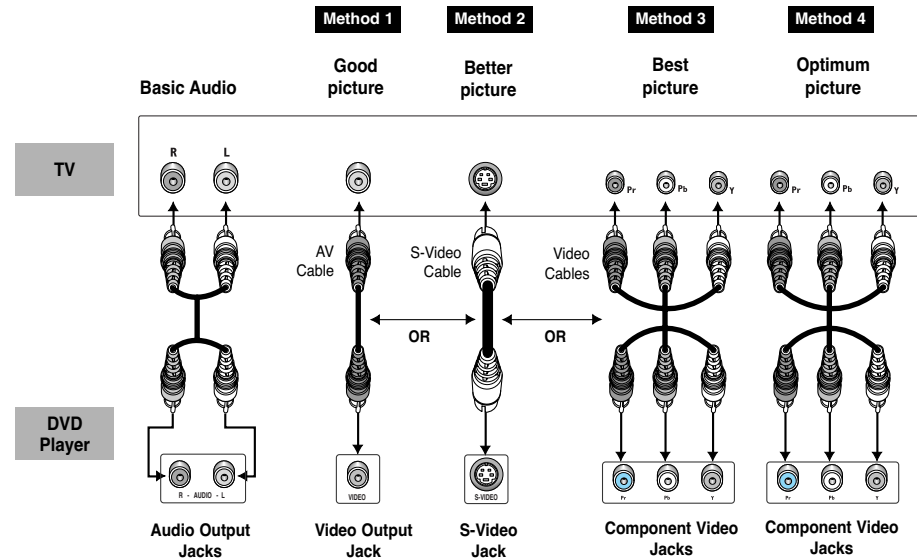 Method 1 Method 2 Method 3 Method 4
Basic Audio
Good
picture
Better
picture
Best
picture
Optimum
picture
TV
R L
Pr Pb Y Pr Pb Y
AV
Cable
S-Video
Cable
Video
Cables
OR OR
DVD
Player
R - AUDIO - L
VIDEO
S-VIDEO
Pr Pb Y
Pr Pb Y
Audio Output
Jacks
Video Output
Jack
S-Video
Jack
Component Video
Jacks
Component Video
Jacks